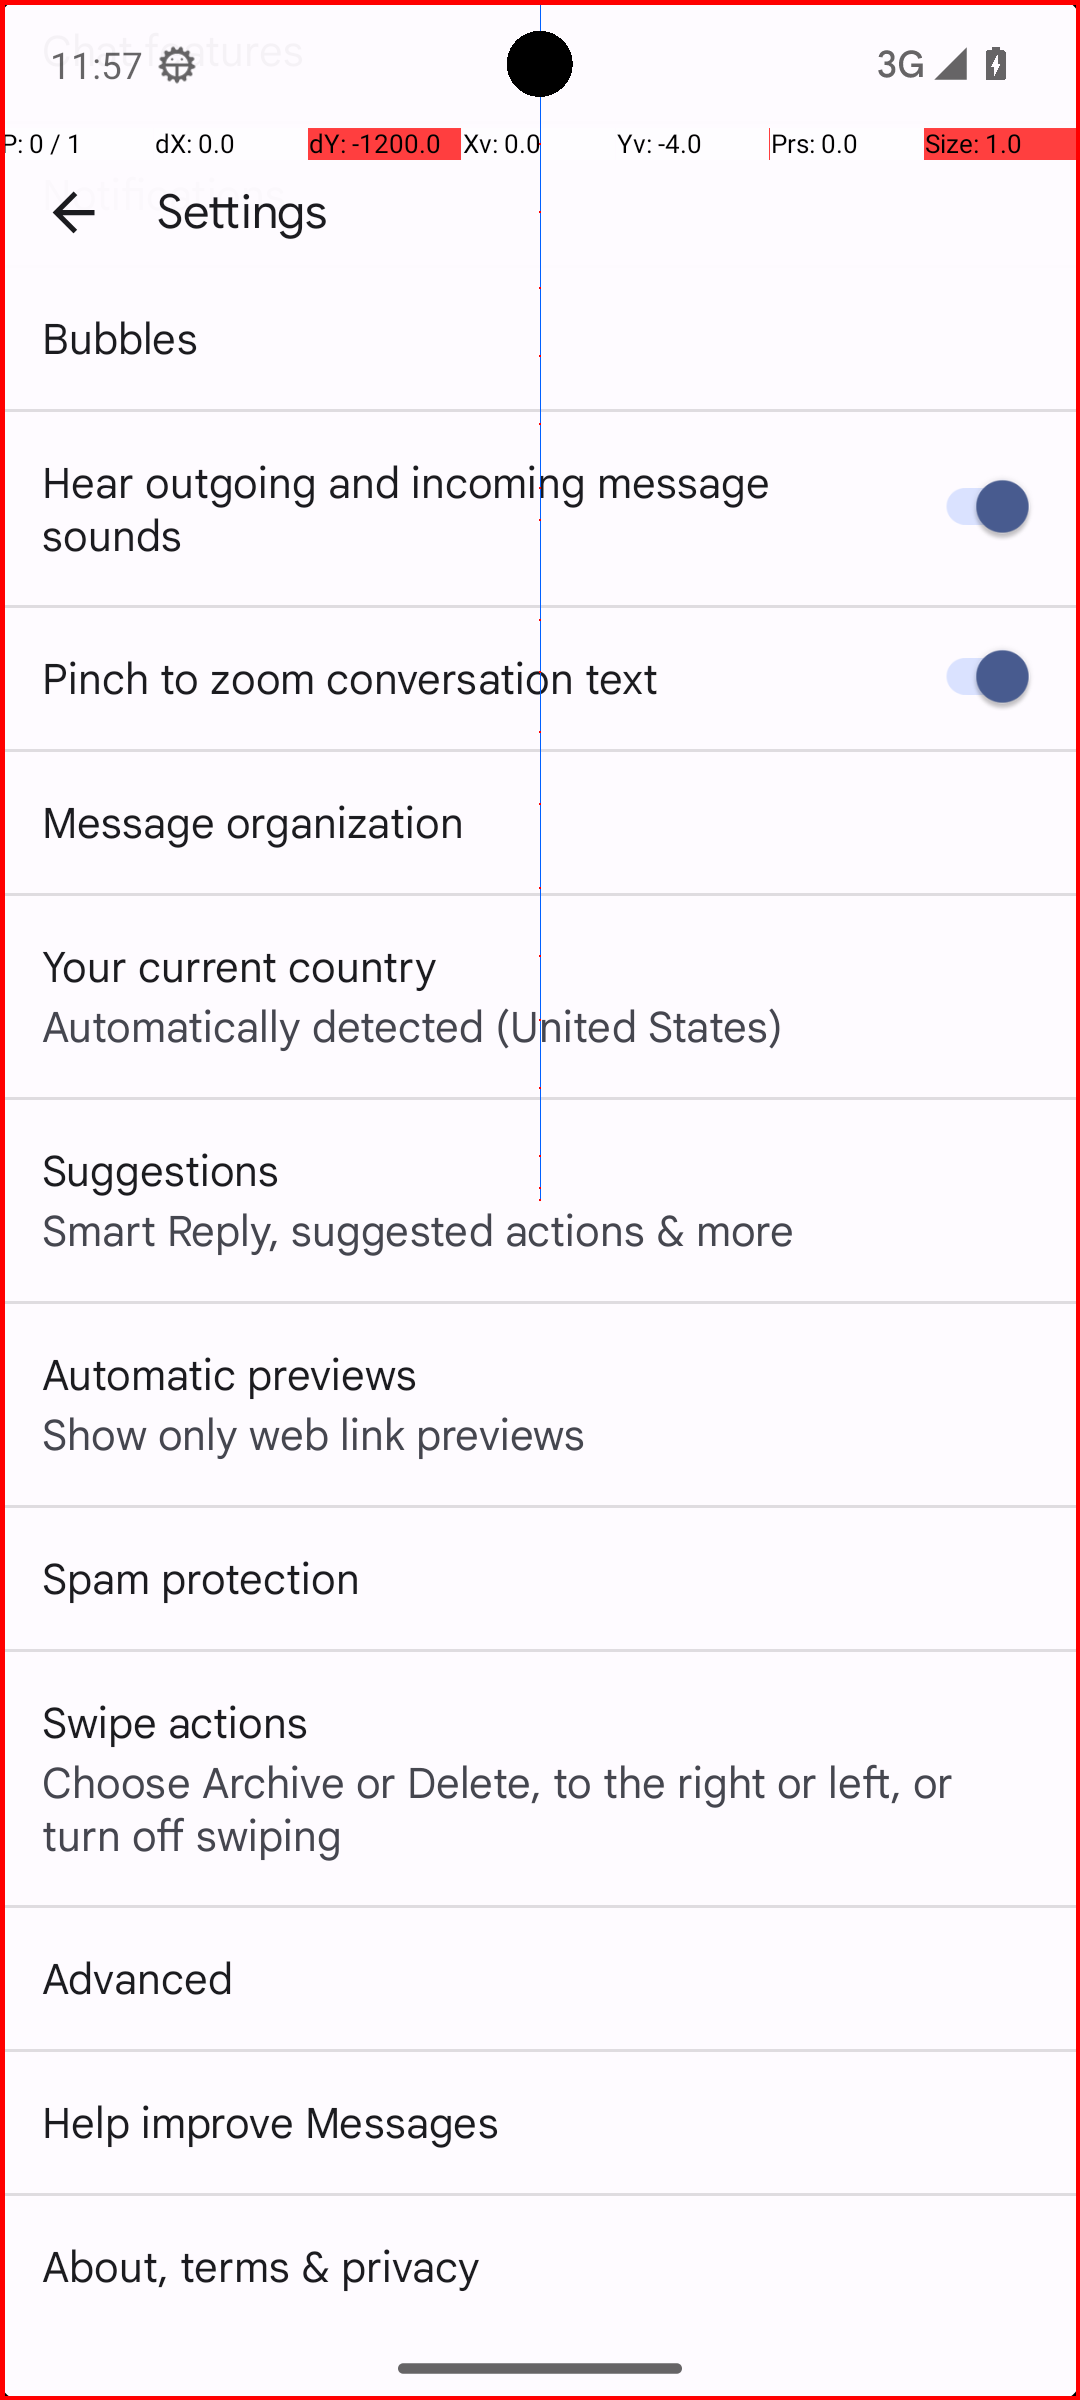 Chat features
11:57
3G
P: 0 / 1
dX: 0.0
dY: -1200.0
Xv: 0.0
Yv: -4.0
Prs: 0.0
Size: 1.0
Notifications
Settings
Bubbles
Hear outgoing and incoming message
sounds
Pinch to zoom conversation text
Message organization
Your current country
Automatically detected (United States)
Suggestions
Smart Reply, suggested actions & more
Automatic previews
Show only web link previews
Spam protection
Swipe actions
Choose Archive or Delete, to the right or left, or
turn off swiping
Advanced
Help improve Messages
About, terms & privacy